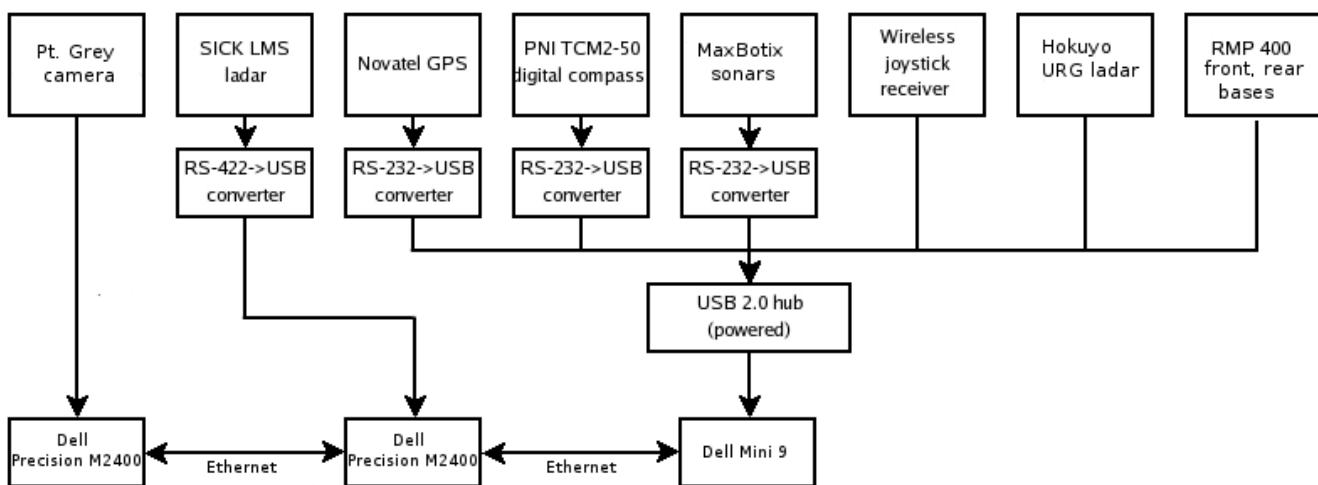 Pt. Grey
camera
SICK LMS
ladar
Novatel GPS
PNI TCM2-50
digital compass
MaxBotix
sonars
Wireless
joystick
receiver
Hokuyo
URG ladar
RMP 400
front, rear
bases
RS-422->USB
converter
RS-232->USB
converter
RS-232->USB
converter
RS-232->USB
converter
USB 2.0 hub
(powered)
Dell
Precision M2400
Ethernet
Dell
Precision M2400
Ethernet
Dell Mini 9